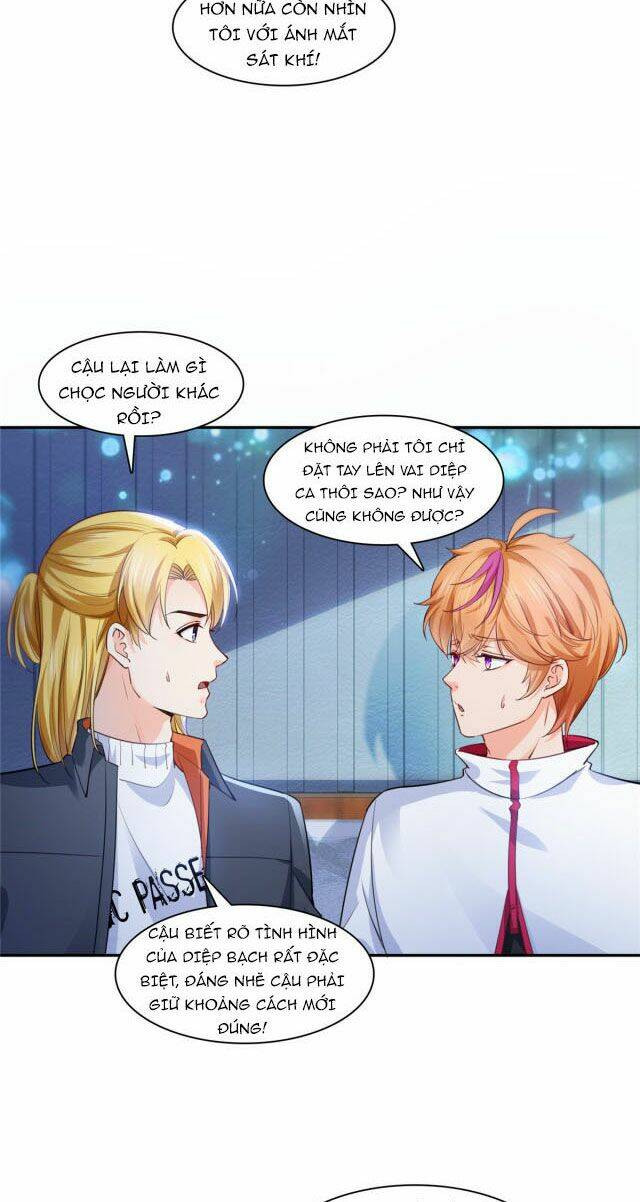 HƠN NỮA CÒN NHÌN
TÔI VỚI ÁNH MẮT
SÁT KHÍ!
CẬU LẠI LÀM GÌ
CHỌC NGƯỜI KHÁC
RỒI?
KHÔNG PHẢI TÔI CHỈ
ĐẶT TAY LÊN VAI DIỆP
CA THÔI SAO? NHƯ VẬY
CŨNG KHÔNG ĐƯỢC?
C PASSE
CẬU BIẾT RÕ TÌNH HÌNH
CỦA DIỆP BẠCH RẤT ĐẶC
BIỆT, ĐÁNG NHẼ CẬU PHẢI
GIỮ KHOẢNG CÁCH MỚI
ĐÚNG!